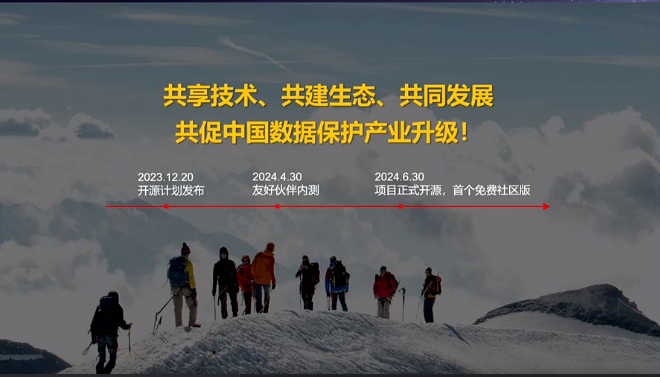 共享技术、共建生态、共同发展
共促中国数据保护产业升级！
2023.12.20
开源计划发布
2024.4.30
友好伙伴内测
2024.6.30
项目正式开源，首个免费社区版